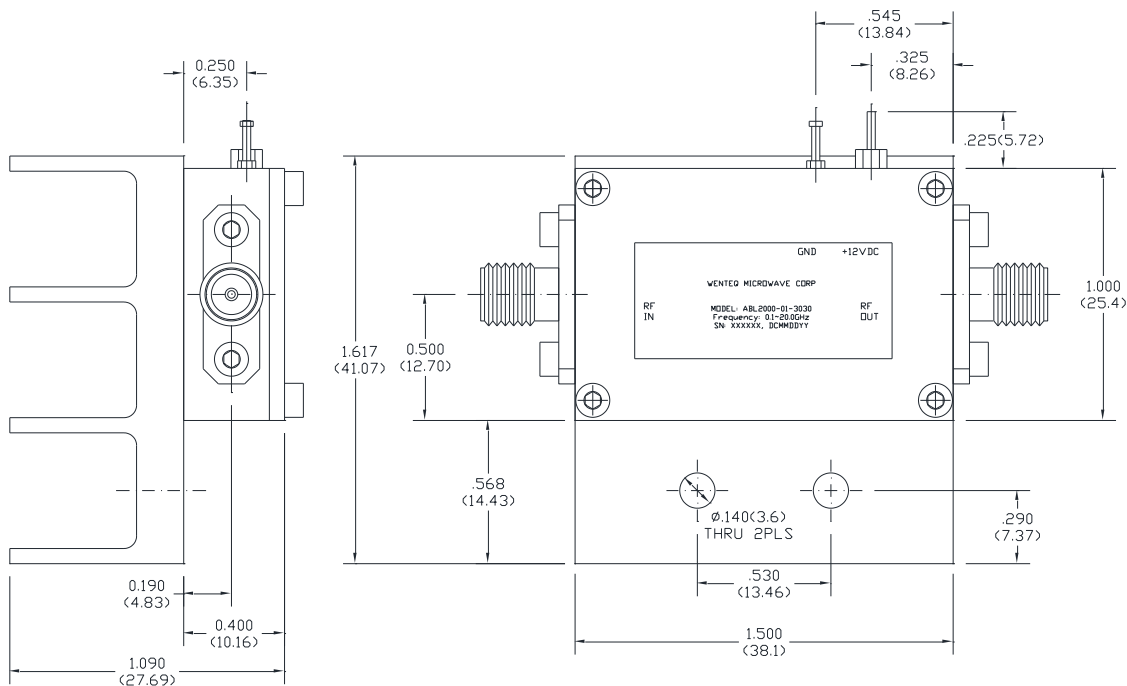 .545
(13.84)
.325
(8.26)
0.250
(6.35)
.225(5.72)
GND +12VDC
WENTEQ MICROWAVE CORP
RF
IN
MODEL: ABL2000-01-3030
Frequency: 0.1-20.0GHz
SN: XXXXXX, DCMMDDYY
RF
OUT
1.000
(25.4)
1.617
(41.07)
0.500
(12.70)
.568
(14.43)
Ø.140(3.6)
THRU 2PLS
.290
(7.37)
.530
(13.46)
0.190
(4.83)
0.400
(10.16)
1.500
(38.1)
1.090
(27.69)